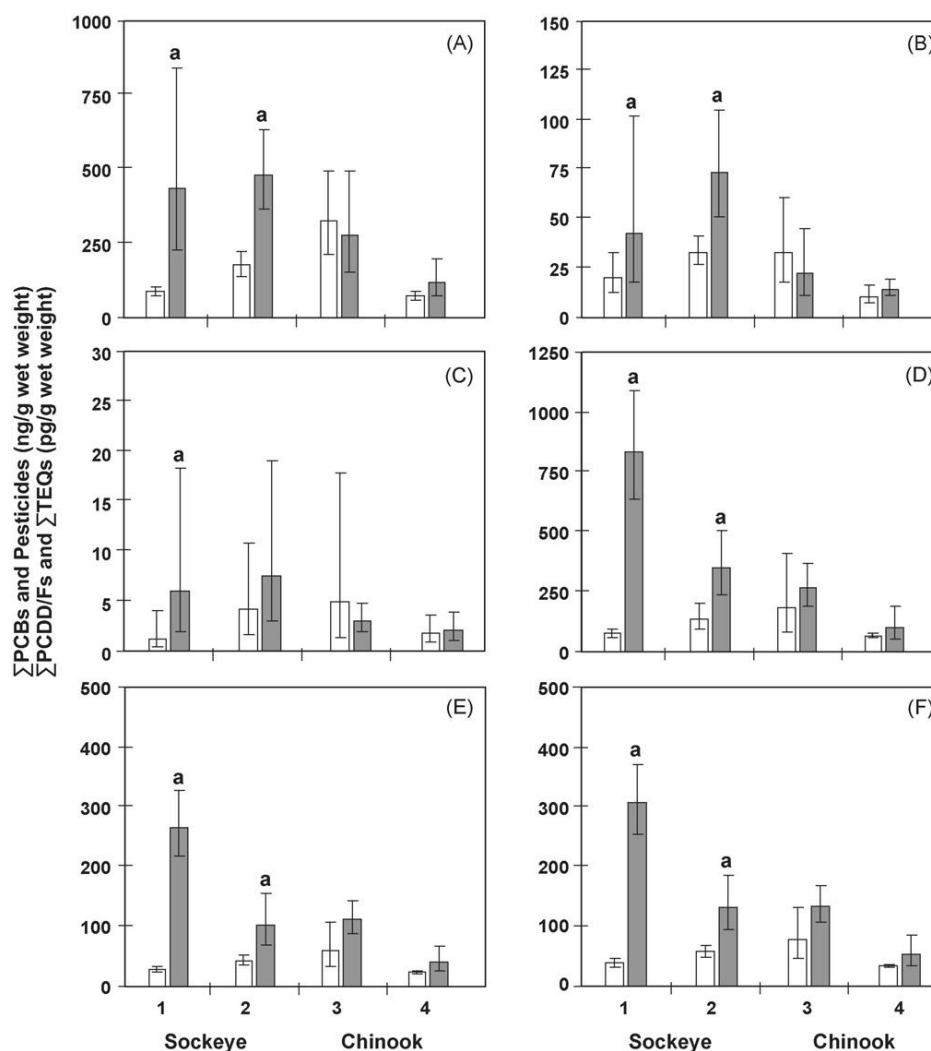 ∑PCBs and Pesticides (ng/g wet weight)
∑PCDD/Fs and ∑TEQs (pg/g wet weight)
1000
750
500
250
0
a
a
(A)
150
125
100
75
50
25
0
a
a
(B)
30
25
20
15
10
5
0
a
(C)
1250
1000
750
500
250
0
a
a
(D)
500
400
300
200
100
0
a
a
(E)
1 2 3 4
Sockeye Chinook
500
400
300
200
100
0
a
a
(F)
1 2 3 4
Sockeye Chinook